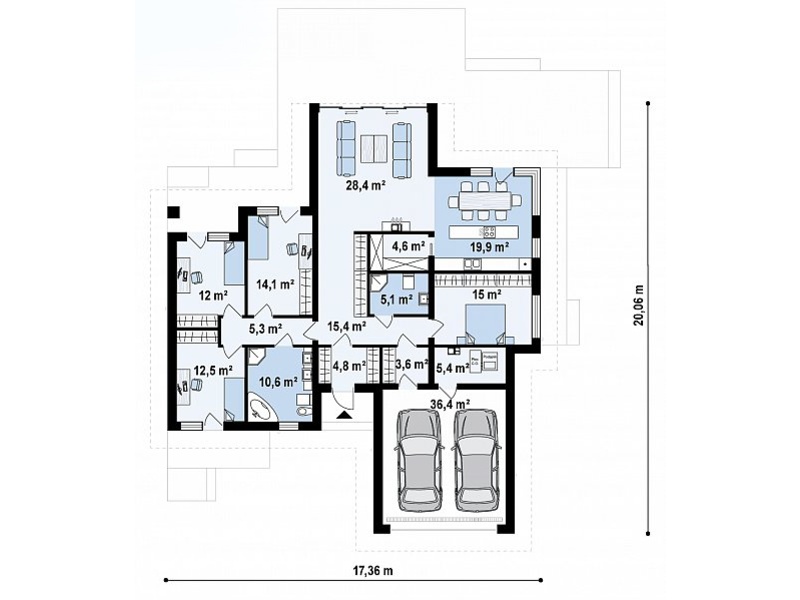 28,4 m²
4,6 m²
19,9 m²
14,1 m²
12 m²
5,1 m²
15 m²
5,3 m²
15,4 m²
12,5 m²
10,6 m²
4,8 m²
3,6 m²
5,4 m²
36,4 m²
20,06 m
17,36 m